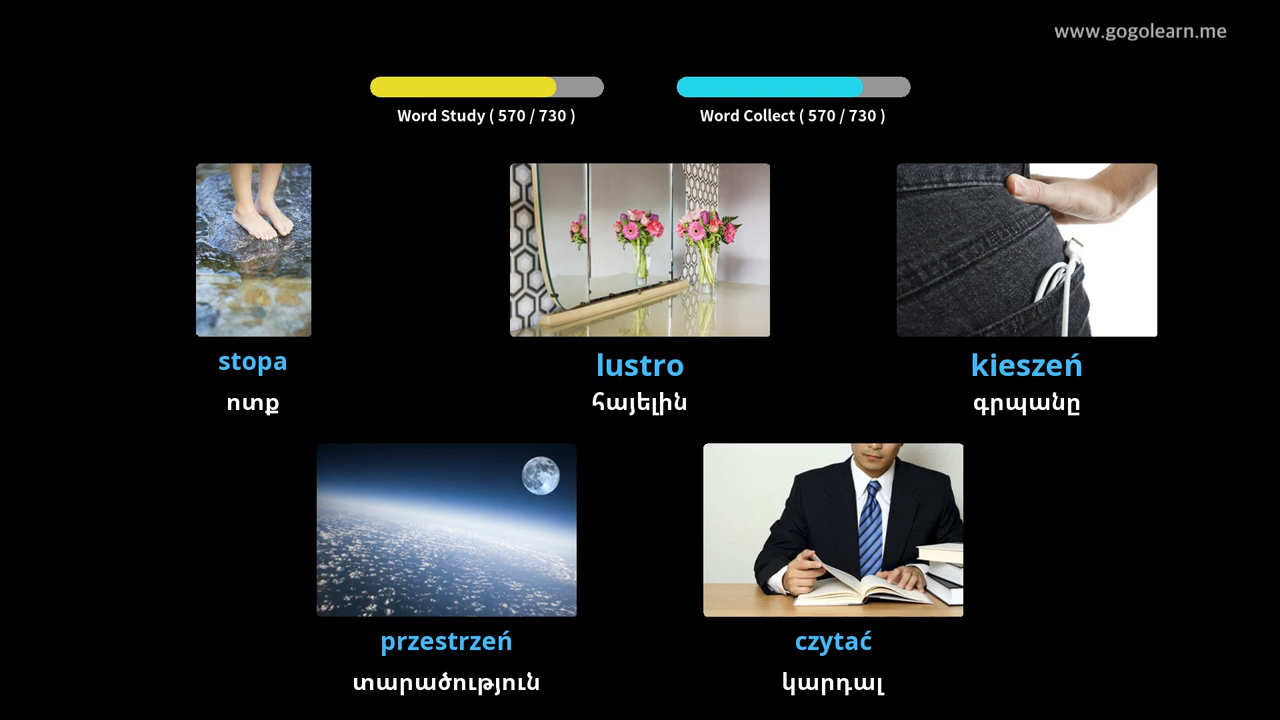 www.gogolearn.me
Word Study ( 570 / 730 )
Word Collect ( 570 / 730 )
stopa
ոտք
lustro
հայելին
kieszeń
գրպանը
przestrzeń
տարածություն
czytać
կարդալ